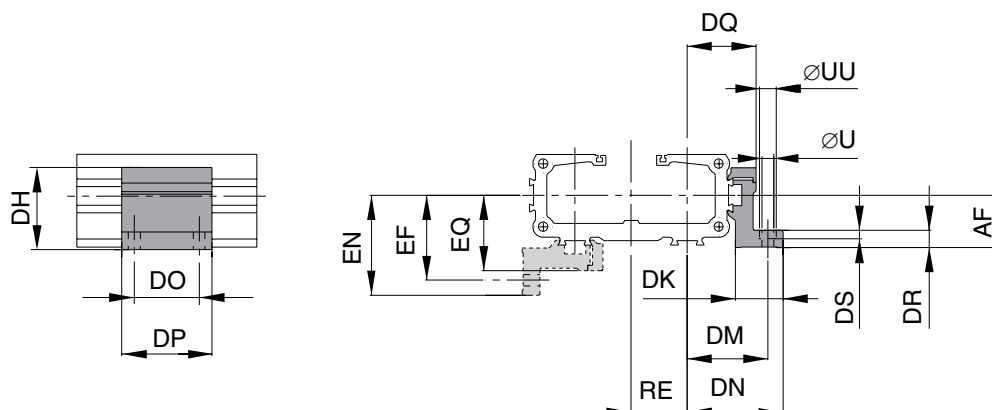 DQ
∅UU
∅U
DH
EN
EF
EQ
AF
DO
DK
DS
DR
DP
DM
RE
DN